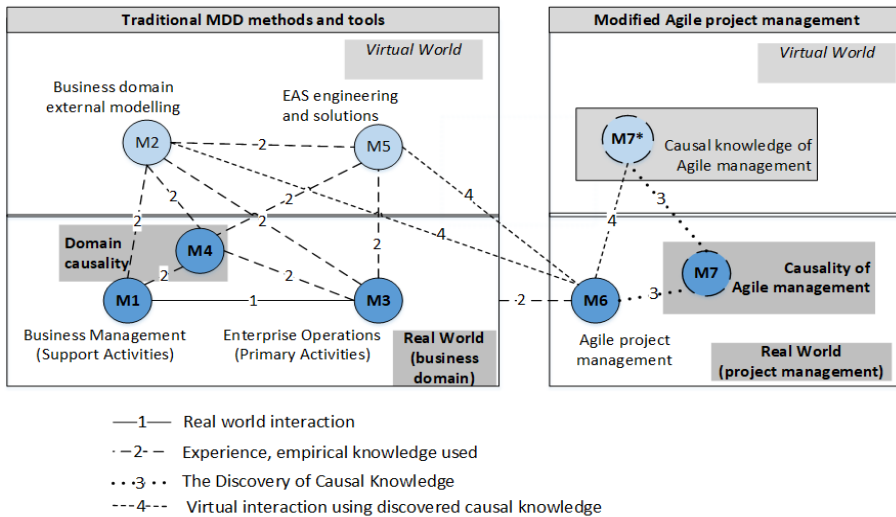 Traditional MDD methods and tools
Modified Agile project management
Virtual World
Virtual World
Business domain
external modelling
EAS engineering
and solutions
M2
2
M5
M7*
Causal knowledge of
Agile management
2
2
2
2
4
4
4
3
Domain
causality
M4
2
2
2
M7
Causality of
Agile management
M1
1
M3
2
M6
3
Business Management
(Support Activities)
Enterprise Operations
(Primary Activities)
Real World
(business
domain)
Agile project
management
Real World
(project management)
1 Real world interaction
2 Experience, empirical knowledge used
3 The Discovery of Causal Knowledge
4 Virtual interaction using discovered causal knowledge